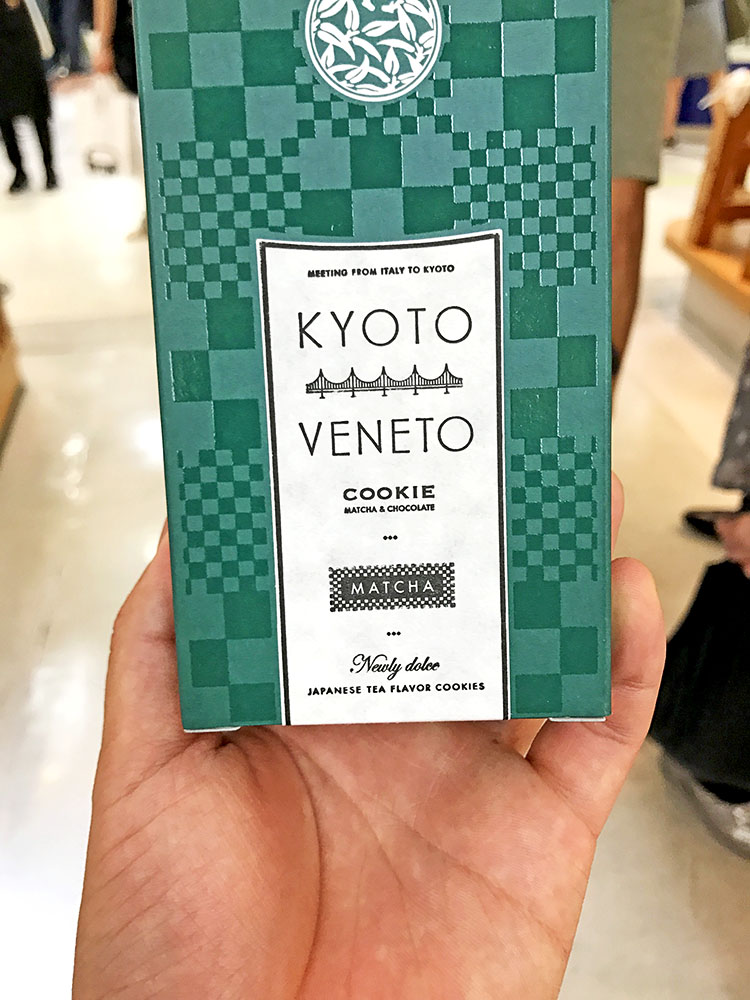 MEETING FROM ITALY TO KYOTO
KYOTO
VENETO
COOKIE
MATCHA & CHOCOLATE
MATCHA
Newly dolce
JAPANESE TEA FLAVOR COOKIES